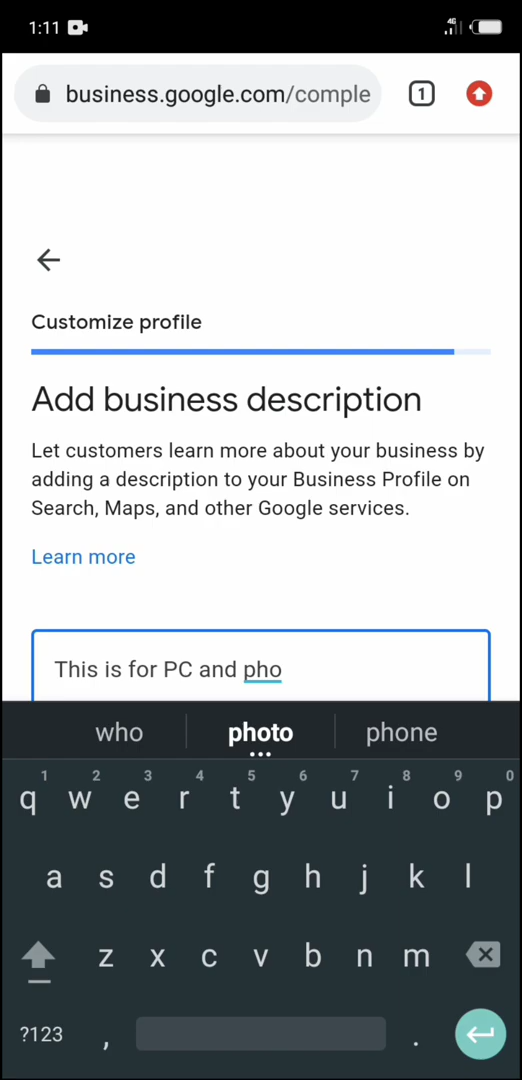 1:11
4G
business.google.com/comple
1
Customize profile
Add business description
Let customers learn more about your business by
adding a description to your Business Profile on
Search, Maps, and other Google services.
Learn more
This is for PC and pho
who photo phone
1 2 3 4 5 6 7 8 9 0
q w e r t y u i o p
a s d f g h j k l
z x c v b n m
?123 , .